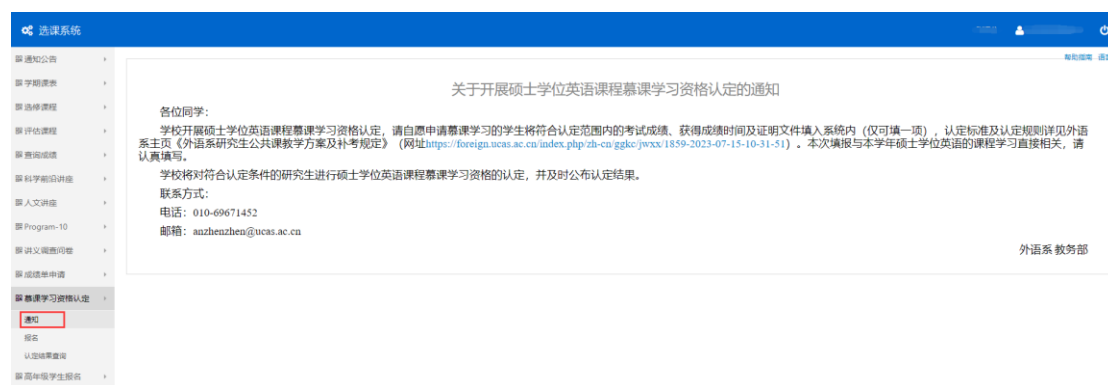 选课系统
帮助指南
通知公告
学期课表
选修课程
评估课程
查询成绩
科学前沿讲座
人文讲座
Program-10
讲义调查问卷
成绩单申请
慕课学习资格认定
通知
报名
认定结果查询
高年级学生报名
关于开展硕士学位英语课程慕课学习资格认定的通知
各位同学：
学校开展硕士学位英语课程慕课学习资格认定，请自愿申请慕课学习的学生将符合认定范围内的考试成绩、获得成绩时间及证明文件填入系统内（仅可填一项），认定标准及认定规则详见外语
系主页《外语系研究生公共课教学方案及补考规定》（网址https://foreign.ucas.ac.cn/index.php/zh-cn/ggkc/jwxx/1859-2023-07-15-10-31-51）。本次填报与本学年硕士学位英语的课程学习直接相关，请
认真填写。
学校将对符合认定条件的研究生进行硕士学位英语课程慕课学习资格的认定，并及时公布认定结果。
联系方式：
电话：010-69671452
邮箱：anzhenzhen@ucas.ac.cn
外语系 教务部